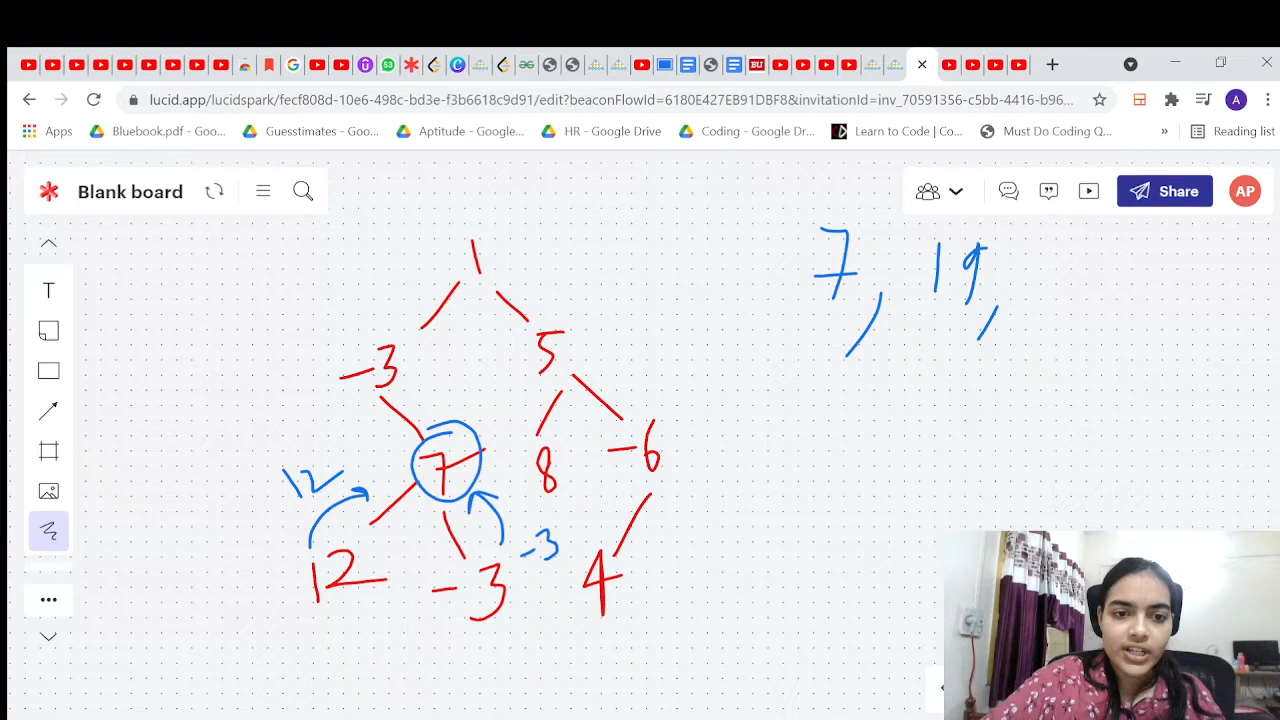 53
EU
lucid.app/lucidspark/fecf808d-10e6-498c-bd3e-f3b6618c9d91/edit?beaconFlowId=6180E427EB91DBF8&invitationId=inv_70591356-c5bb-4416-b96...
A
Apps Bluebook.pdf - Goo... Guesstimates - Goo... Aptitude - Google... HR - Google Drive Coding - Google D... Learn to Code | Co... Must Do Coding Q... » Reading list
Blank board Share AP
7, 19,
1
-3 5
7 8 -6
12 -3
12 -3 4
T